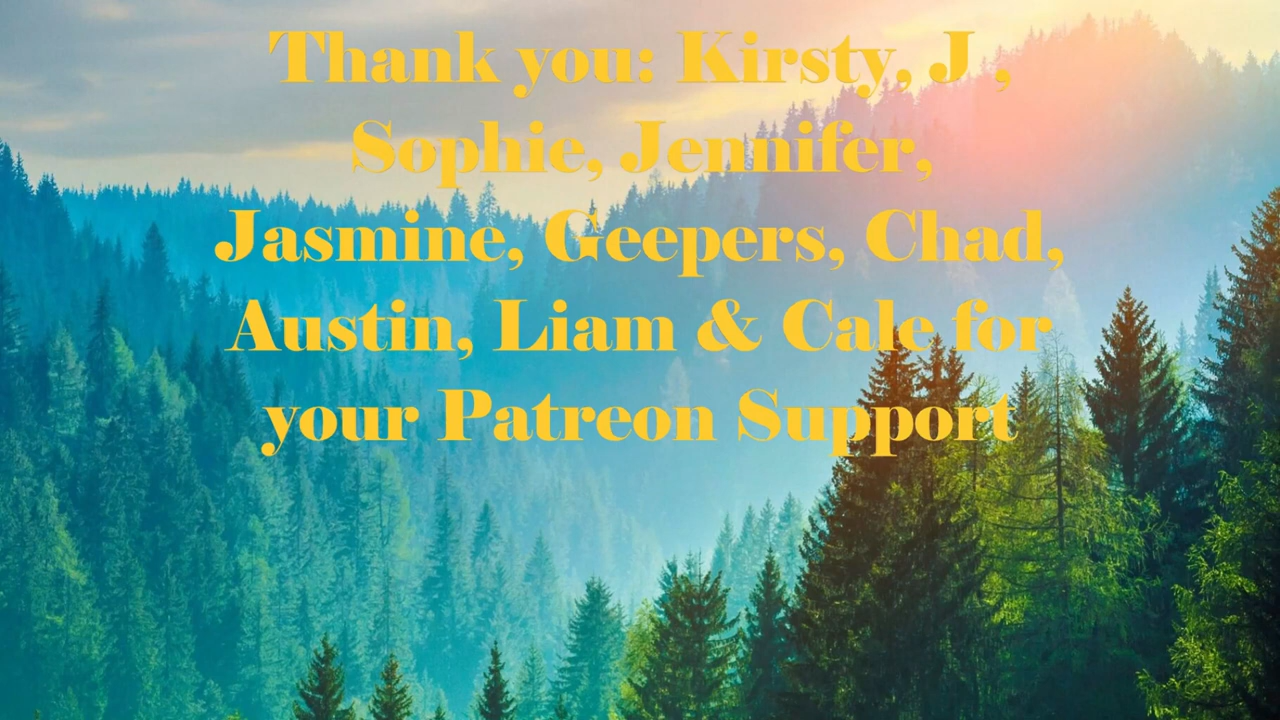 Thank you: Kirsty, J ,
Sophie, Jennifer,
Jasmine, Geepers, Chad,
Austin, Liam & Cale for
your Patreon Support